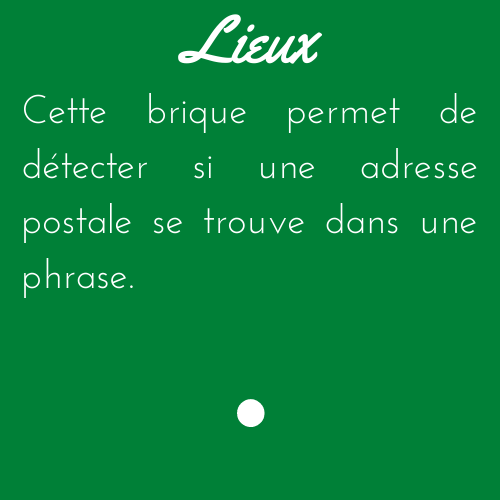 Lieux
Cette brique permet de
détecter si une adresse
postale se trouve dans une
phrase.